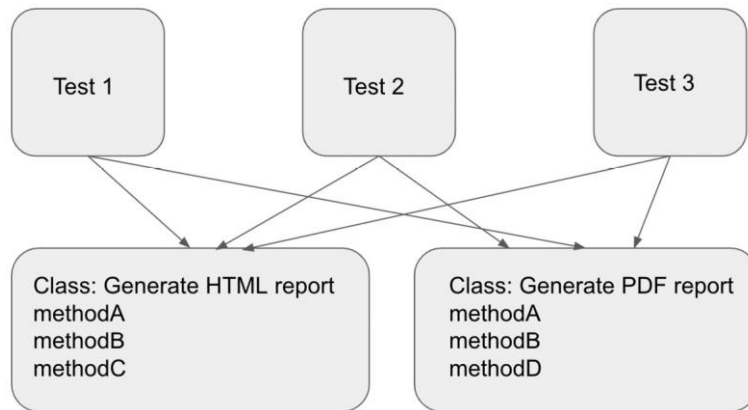 Test 1
Test 2
Test 3
Class: Generate HTML report
methodA
methodB
methodC
Class: Generate PDF report
methodA
methodB
methodD